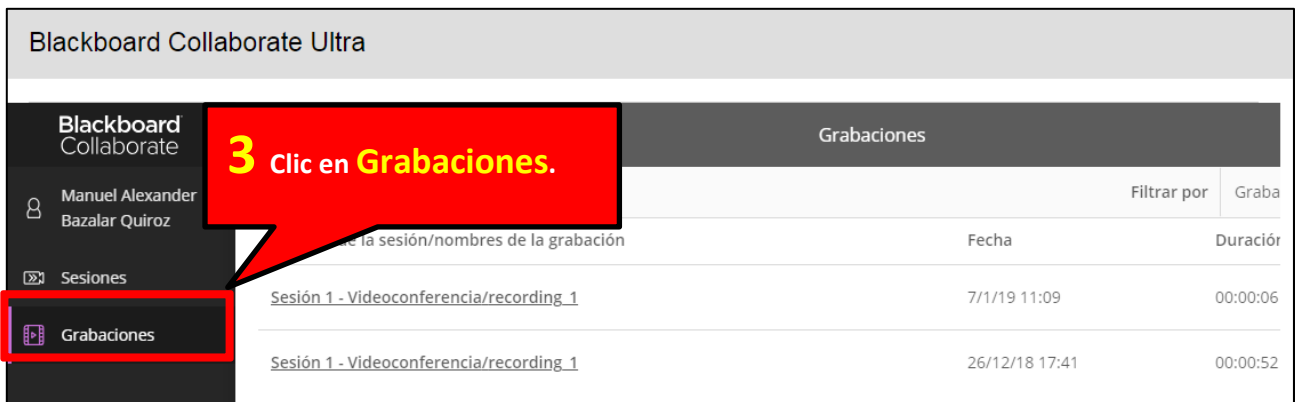 Blackboard Collaborate Ultra
Blackboard
Collaborate
Grabaciones
3 Clic en Grabaciones.
Manuel Alexander
Bazalar Quiroz
Filtrar por
Graba
de la sesión/nombres de la grabación
Fecha
Duración
Sesiones
Sesión 1 - Videoconferencia/recording_1
7/1/19 11:09
00:00:06
Grabaciones
Sesión 1 - Videoconferencia/recording_1
26/12/18 17:41
00:00:52